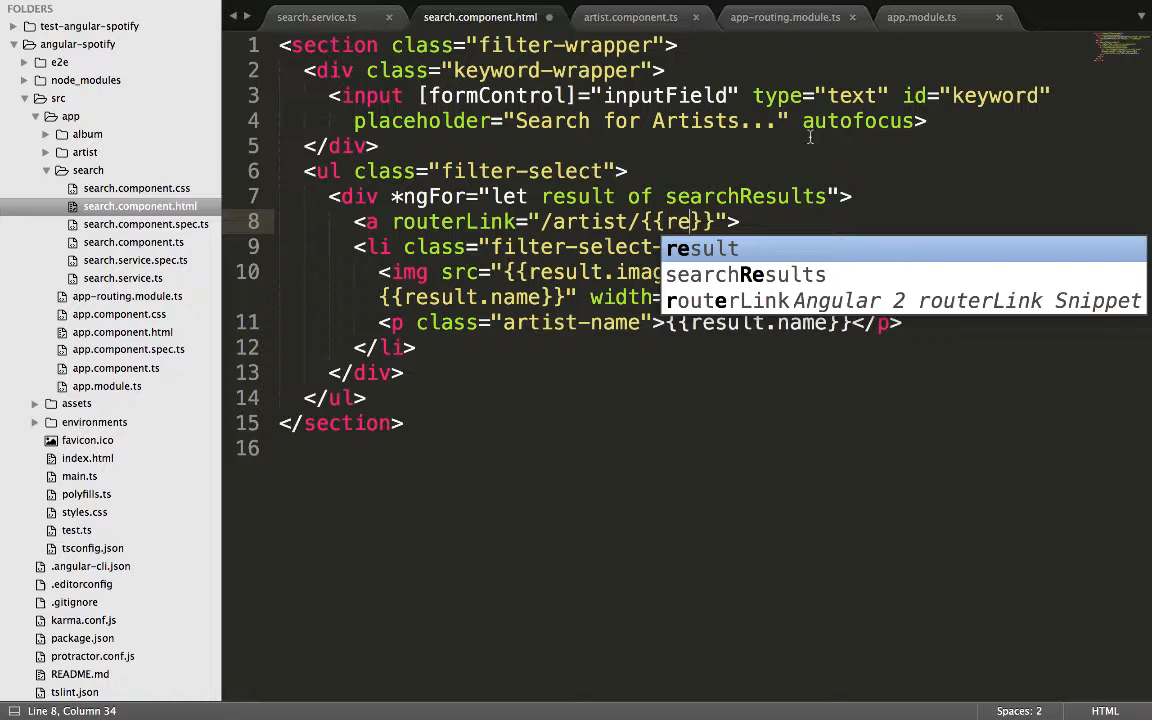 FOLDERS
test-angular-spotify
angular-spotify
e2e
node_modules
src
app
album
artist
search
search.component.css
search.component.html
search.component.spec.ts
search.component.ts
search.service.spec.ts
search.service.ts
app-routing.module.ts
app.component.css
app.component.html
app.component.spec.ts
app.component.ts
app.module.ts
assets
environments
favicon.ico
index.html
main.ts
polyfills.ts
styles.css
test.ts
tsconfig.json
.angular-cli.json
.editorconfig
.gitignore
karma.conf.js
package.json
protractor.conf.js
README.md
tslint.json
search.service.ts × search.component.html artist.component.ts × app-routing.module.ts × app.module.ts ×
1 <section class="filter-wrapper">
2 <div class="keyword-wrapper">
3 <input [formControl]="inputField" type="text" id="keyword"
4 placeholder="Search for Artists..." autofocus>
5 </div>
6 <ul class="filter-select">
7 <div *ngFor="let result of searchResults">
8 <a routerLink="/artist/{{re}}">
9 <li class="filter-select-
result
10 <img src="{{result.imag
searchResults
{{result.name}}" width=
routerLink Angular 2 routerLink Snippet
11 <p class="artist-name">{{result.name}}</p>
12 </li>
13 </div>
14 </ul>
15 </section>
16
Line 8, Column 34 Spaces: 2 HTML